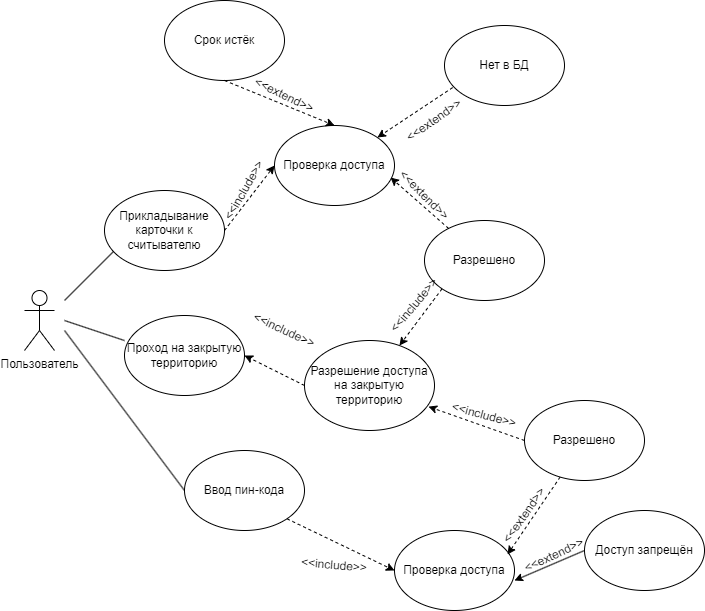 Срок истёк
Нет в БД
<<extend>>
<<extend>>
Проверка доступа
<<include>>
<<extend>>
Прикладывание
карточки к
считывателю
Разрешено
<<include>>
<<include>>
Пользователь
Проход на закрытую
территорию
Разрешение доступа
на закрытую
территорию
<<include>>
Разрешено
Ввод пин-кода
<<extend>>
<<include>>
Проверка доступа
<<extend>>
Доступ запрещён